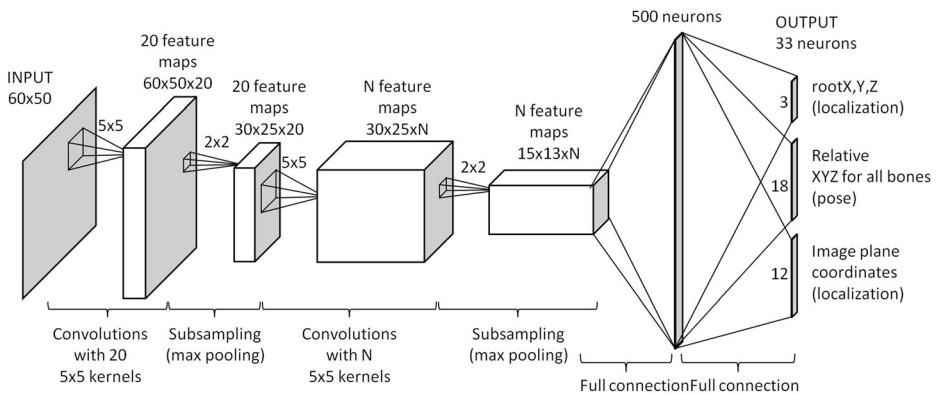 INPUT
60x50
5x5
20 feature
maps
60x50x20
2x2
20 feature
maps
30x25x20
5x5
N feature
maps
30x25xN
2x2
N feature
maps
15x13xN
500 neurons
OUTPUT
33 neurons
3
rootX,Y,Z
(localization)
18
Relative
XYZ for all bones
(pose)
12
Image plane
coordinates
(localization)
Convolutions
with 20
5x5 kernels
Subsampling
(max pooling)
Convolutions
with N
5x5 kernels
Subsampling
(max pooling)
Full connection
Full connection